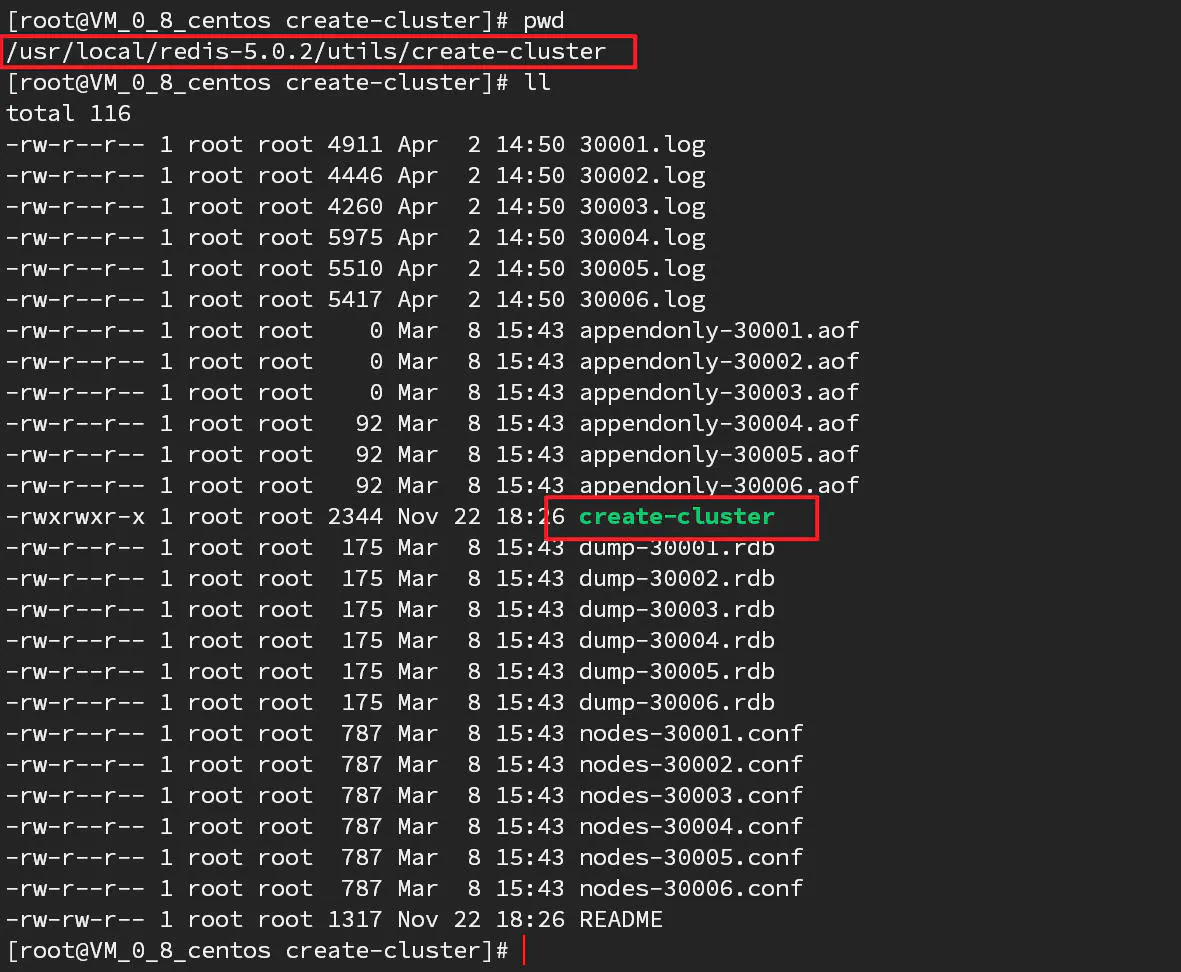 [root@VM_0_8_centos create-cluster]# pwd
/usr/local/redis-5.0.2/utils/create-cluster
[root@VM_0_8_centos create-cluster]# ll
total 116
-rw-r--r-- 1 root root 4911 Apr  2 14:50 30001.log
-rw-r--r-- 1 root root 4446 Apr  2 14:50 30002.log
-rw-r--r-- 1 root root 4260 Apr  2 14:50 30003.log
-rw-r--r-- 1 root root 5975 Apr  2 14:50 30004.log
-rw-r--r-- 1 root root 5510 Apr  2 14:50 30005.log
-rw-r--r-- 1 root root 5417 Apr  2 14:50 30006.log
-rw-r--r-- 1 root root    0 Mar  8 15:43 appendonly-30001.aof
-rw-r--r-- 1 root root    0 Mar  8 15:43 appendonly-30002.aof
-rw-r--r-- 1 root root    0 Mar  8 15:43 appendonly-30003.aof
-rw-r--r-- 1 root root   92 Mar  8 15:43 appendonly-30004.aof
-rw-r--r-- 1 root root   92 Mar  8 15:43 appendonly-30005.aof
-rw-r--r-- 1 root root   92 Mar  8 15:43 appendonly-30006.aof
-rwxrwxr-x 1 root root 2344 Nov 22 18:26 create-cluster
-rw-r--r-- 1 root root  175 Mar  8 15:43 dump-30001.rdb
-rw-r--r-- 1 root root  175 Mar  8 15:43 dump-30002.rdb
-rw-r--r-- 1 root root  175 Mar  8 15:43 dump-30003.rdb
-rw-r--r-- 1 root root  175 Mar  8 15:43 dump-30004.rdb
-rw-r--r-- 1 root root  175 Mar  8 15:43 dump-30005.rdb
-rw-r--r-- 1 root root  175 Mar  8 15:43 dump-30006.rdb
-rw-r--r-- 1 root root  787 Mar  8 15:43 nodes-30001.conf
-rw-r--r-- 1 root root  787 Mar  8 15:43 nodes-30002.conf
-rw-r--r-- 1 root root  787 Mar  8 15:43 nodes-30003.conf
-rw-r--r-- 1 root root  787 Mar  8 15:43 nodes-30004.conf
-rw-r--r-- 1 root root  787 Mar  8 15:43 nodes-30005.conf
-rw-r--r-- 1 root root  787 Mar  8 15:43 nodes-30006.conf
-rw-rw-r-- 1 root root 1317 Nov 22 18:26 README
[root@VM_0_8_centos create-cluster]#